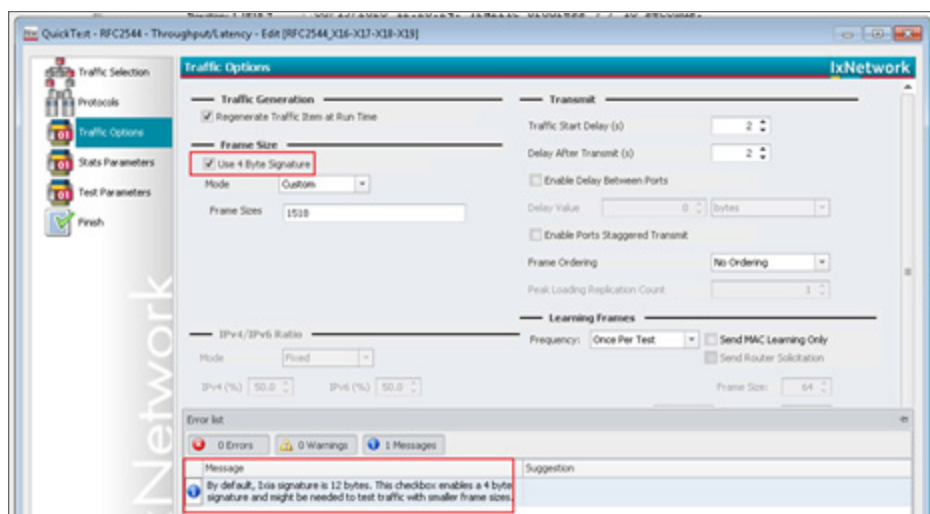 QuickTest - RFC2544 - Throughput/Latency - Edit [RFC2544_X16-X17-X18-X19]
Traffic Selection
Protocols
Traffic Options
Stats Parameters
Test Parameters
Finish
Network
Traffic Options
IxNetwork
Traffic Generation
Regenerate Traffic Item at Run Time
Frame Size
Use 4 Byte Signature
Mode Custom
Frame Sizes 1518
IPv4/IPv6 Ratio
Mode Fixed
IPv4 (%) 50.0 IPv6 (%) 50.0
Transmit
Traffic Start Delay (s) 2
Delay After Transmit (s) 2
Enable Delay Between Ports
Delay Value 0 bytes
Enable Ports Staggered Transmit
Frame Ordering No Ordering
Peak Loading Replication Count 1
Learning Frames
Frequency: Once Per Test Send MAC Learning Only
Send Router Solicitation
Frame Size: 64
Error list
0 Errors 0 Warnings 1 Messages
Message Suggestion
By default, Ixia signature is 12 bytes. This checkbox enables a 4 byte
signature and might be needed to test traffic with smaller frame sizes.